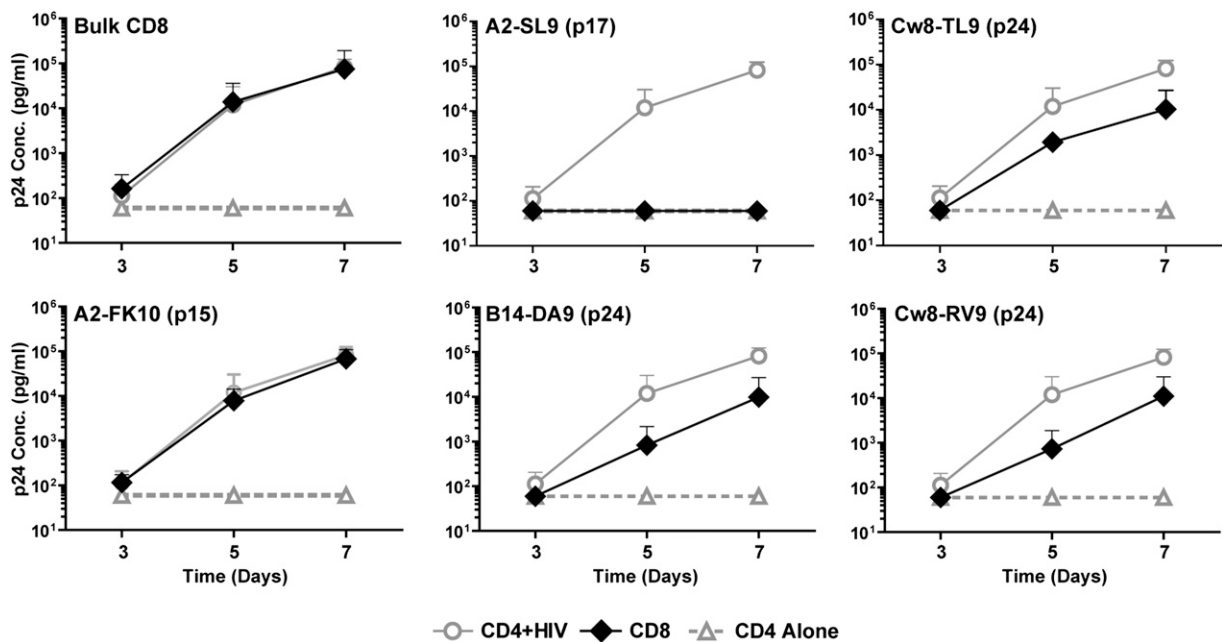 Bulk CD8
p24 Conc. (pg/ml)
10⁶
10⁵
10⁴
10³
10²
10¹
3 5 7
A2-SL9 (p17)
10⁶
10⁵
10⁴
10³
10²
10¹
3 5 7
Cw8-TL9 (p24)
10⁶
10⁵
10⁴
10³
10²
10¹
3 5 7
A2-FK10 (p15)
p24 Conc. (pg/ml)
10⁶
10⁵
10⁴
10³
10²
10¹
3 5 7
Time (Days)
B14-DA9 (p24)
10⁶
10⁵
10⁴
10³
10²
10¹
3 5 7
Time (Days)
Cw8-RV9 (p24)
10⁶
10⁵
10⁴
10³
10²
10¹
3 5 7
Time (Days)
CD4+HIV CD8 CD4 Alone